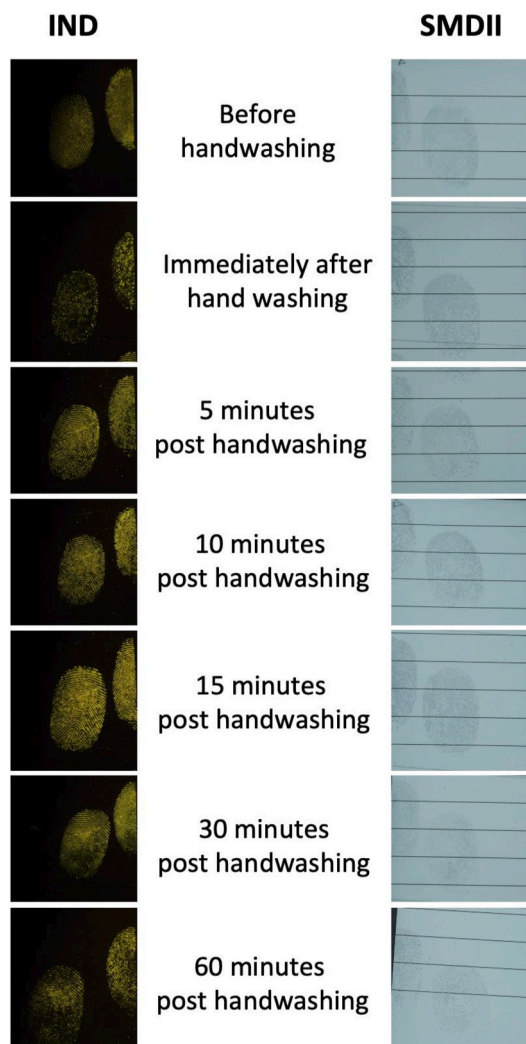 IND
SMDII
Before
handwashing
Immediately after
hand washing
5 minutes
post handwashing
10 minutes
post handwashing
15 minutes
post handwashing
30 minutes
post handwashing
60 minutes
post handwashing